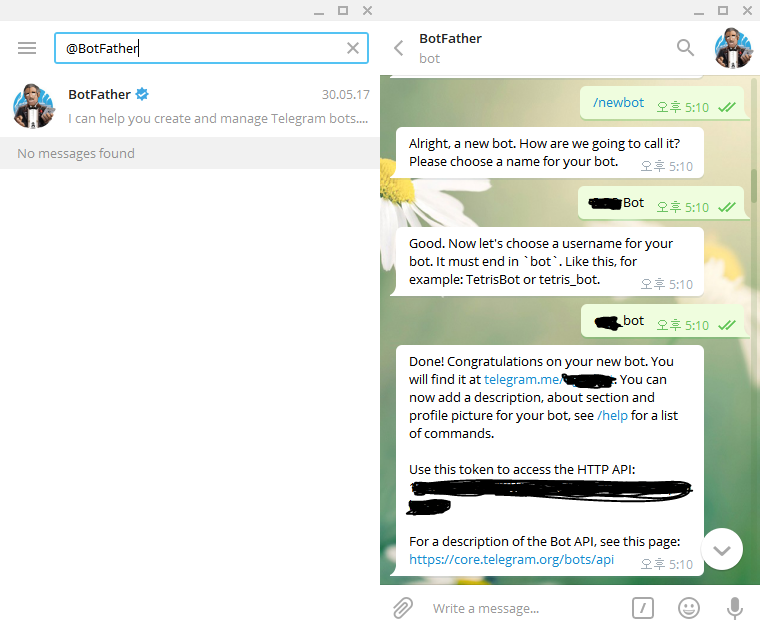 @BotFather
BotFather
30.05.17
I can help you create and manage Telegram bots....
No messages found
BotFather
bot
/newbot 오후 5:10
Alright, a new bot. How are we going to call it?
Please choose a name for your bot. 오후 5:10
Bot 오후 5:10
Good. Now let's choose a username for your
bot. It must end in `bot`. Like this, for
example: TetrisBot or tetris_bot. 오후 5:10
_bot 오후 5:10
Done! Congratulations on your new bot. You
will find it at telegram.me/ . You can
now add a description, about section and
profile picture for your bot, see /help for a list
of commands.
Use this token to access the HTTP API:
For a description of the Bot API, see this page:
https://core.telegram.org/bots/api 오후 5:10
Write a message...